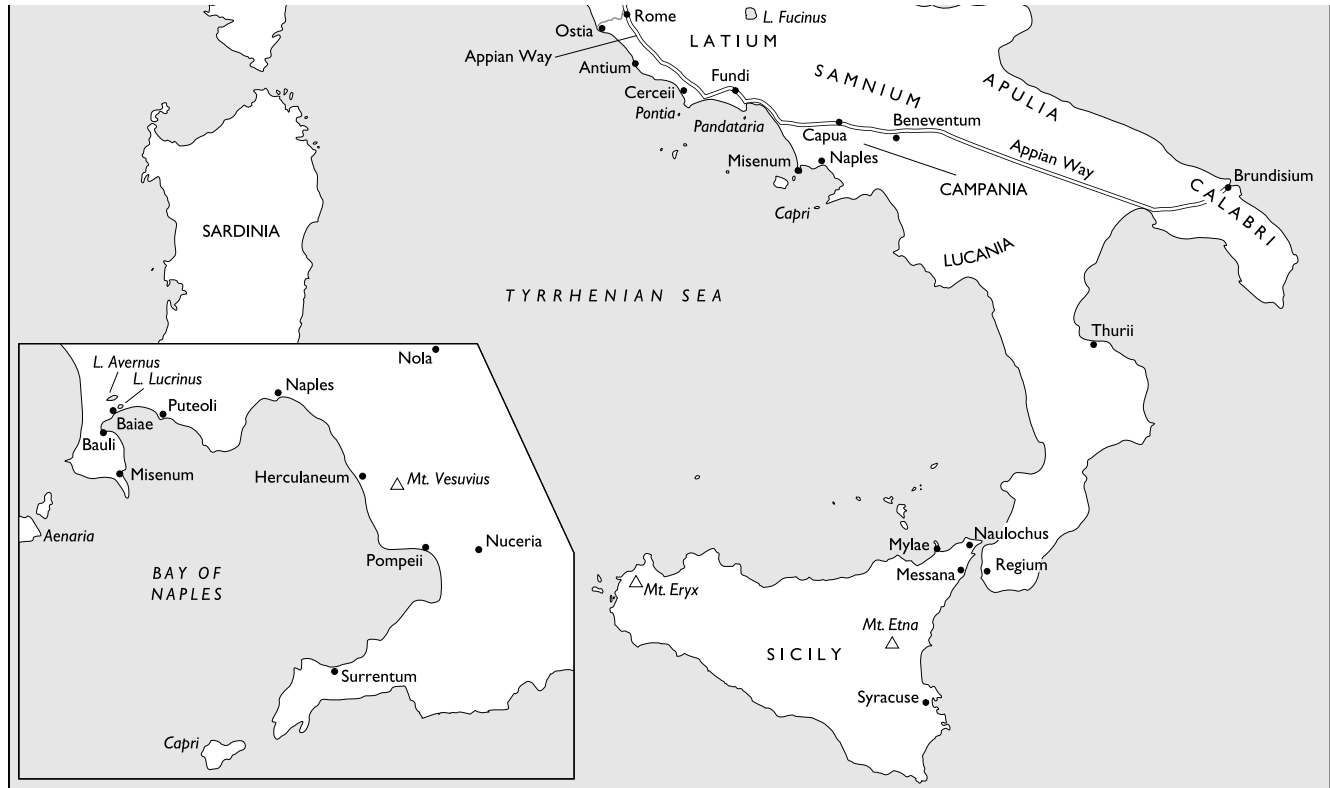 Rome
L. Fucinus
Ostia
LATIUM
Appian Way
Antium
Fundi
SAMNIUM
APULIA
Cerceii
Pontia
Pandataria
Beneventum
Capua
Appian Way
Misenum
Naples
Brundisium
CAMPANIA
CALABRI
Capri
SARDINIA
LUCANIA
TYRRHENIAN SEA
Thurii
Nola
L. Avernus
L. Lucrinus
Naples
Puteoli
Baiae
Bauli
Misenum
Herculaneum
Mt. Vesuvius
Aenaria
Nuceria
Pompeii
BAY OF
NAPLES
Surrentum
Capri
Naulochus
Mylae
Messana
Regium
Mt. Eryx
Mt. Etna
SICILY
Syracuse